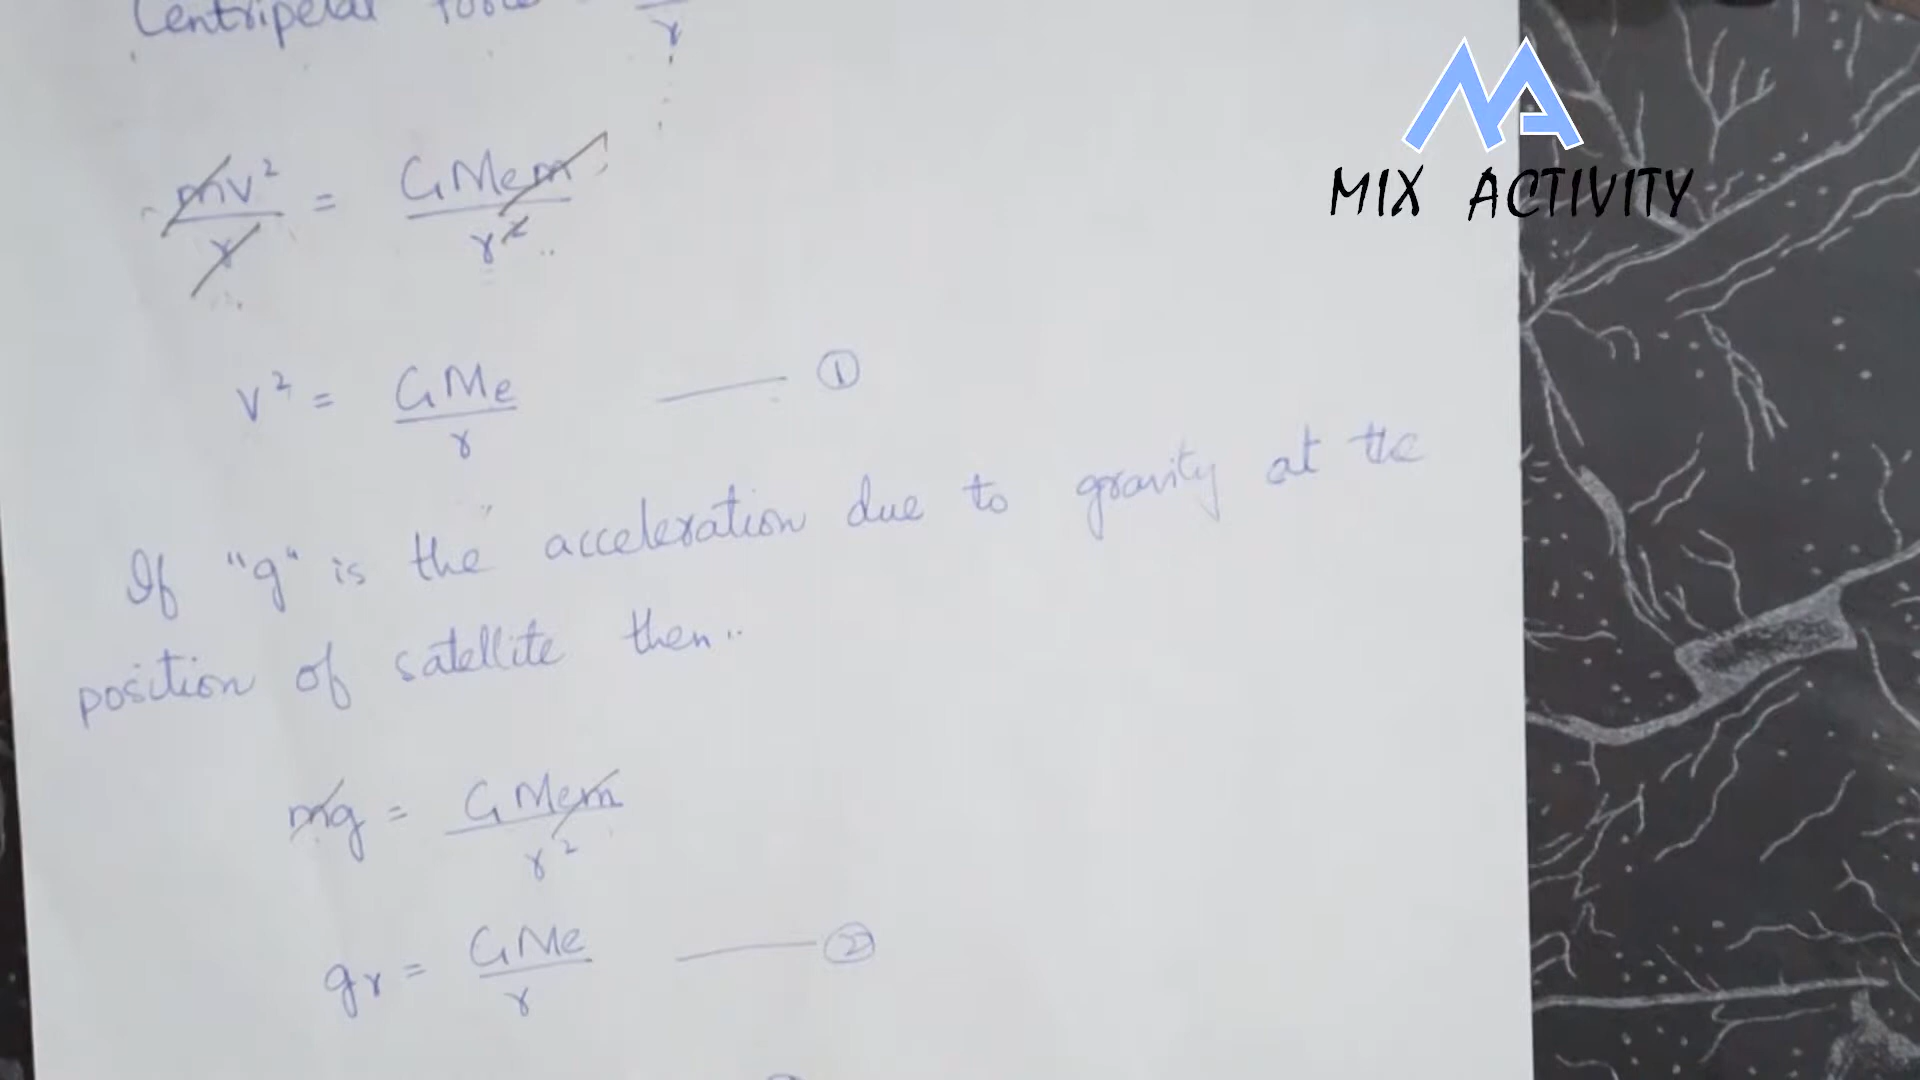 Centripetal
r
MIX ACTIVITY
mv² / r = GMem / r²
v² = GMe / r ——— ①
If "g" is the acceleration due to gravity at the
position of satellite then..
mg = GMem / r²
gr = GMe / r ——— ②